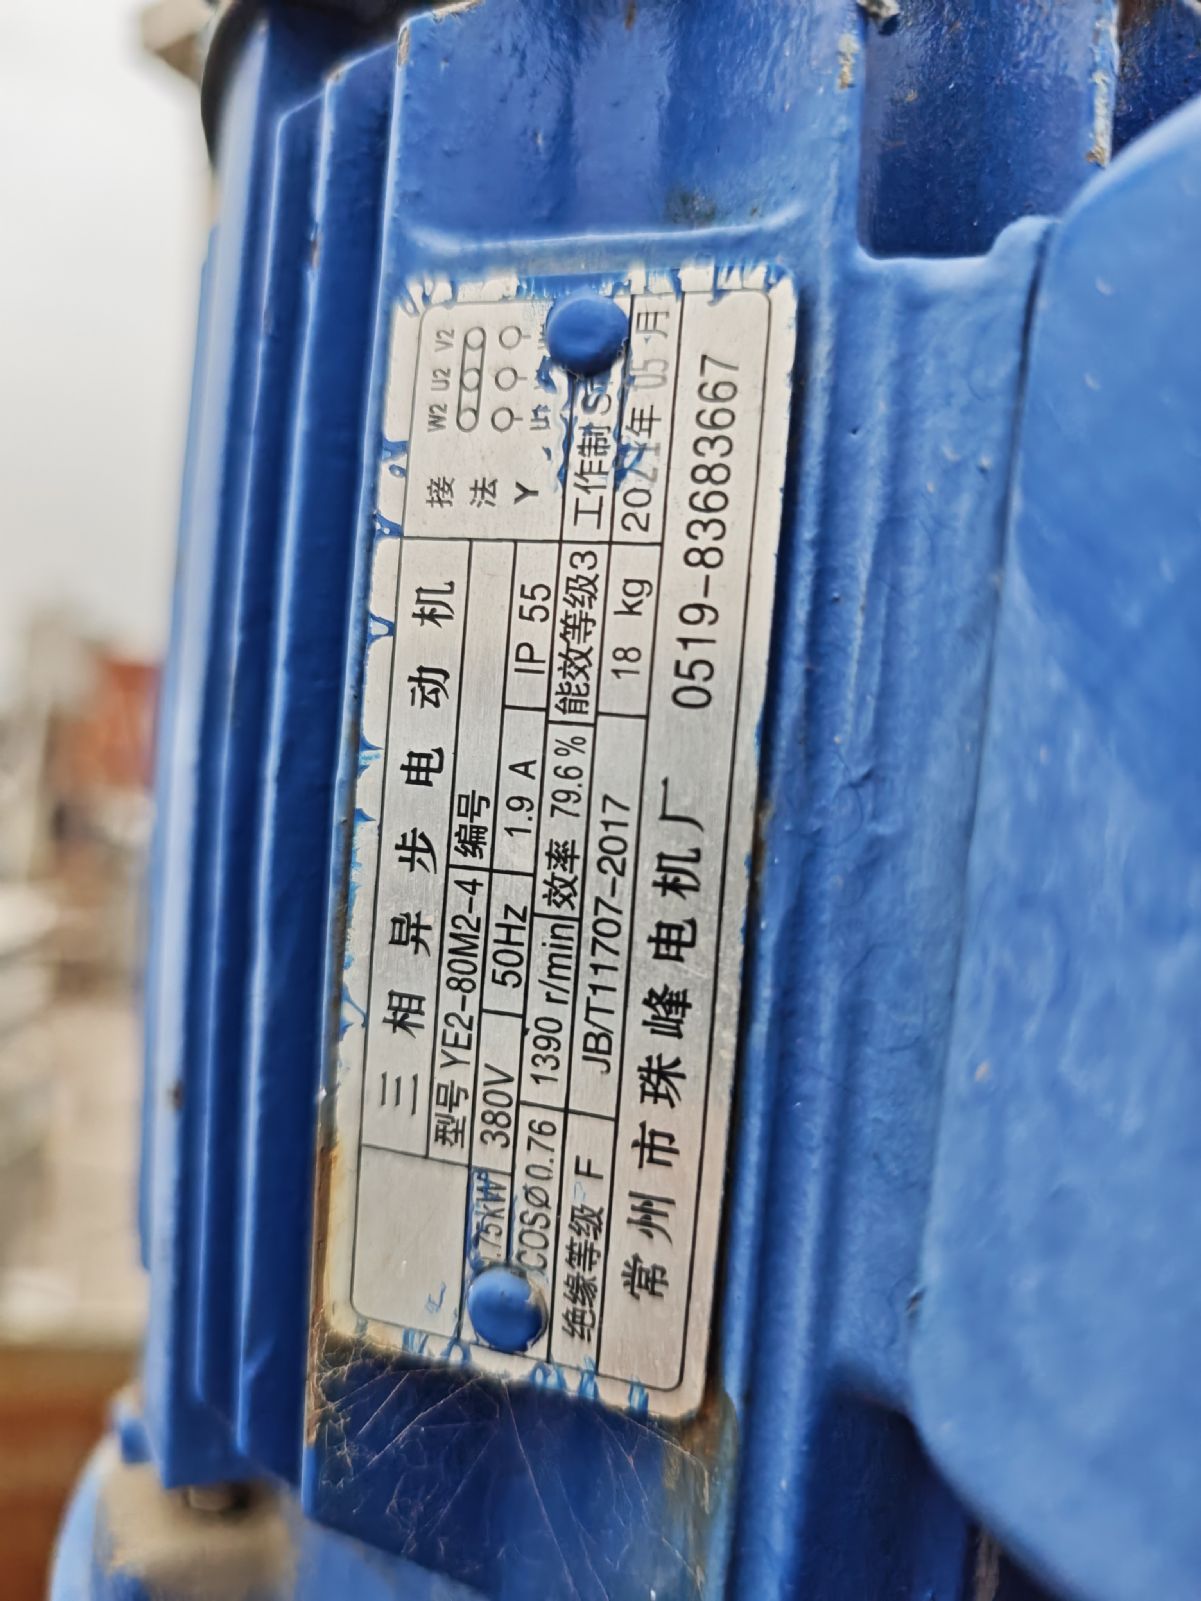 三相异步电动机
型号 YE2-80M2-4 编号
.75kW 380V 50Hz 1.9 A IP 55
COSØ 0.76 1390 r/min 效率 79.6 % 能效等级3 工作制
绝缘等级 F JB/T11707-2017 18 kg 年 05 月
常州市珠峰电机厂 0519-83683667
接法 Y
W2 U2 V2